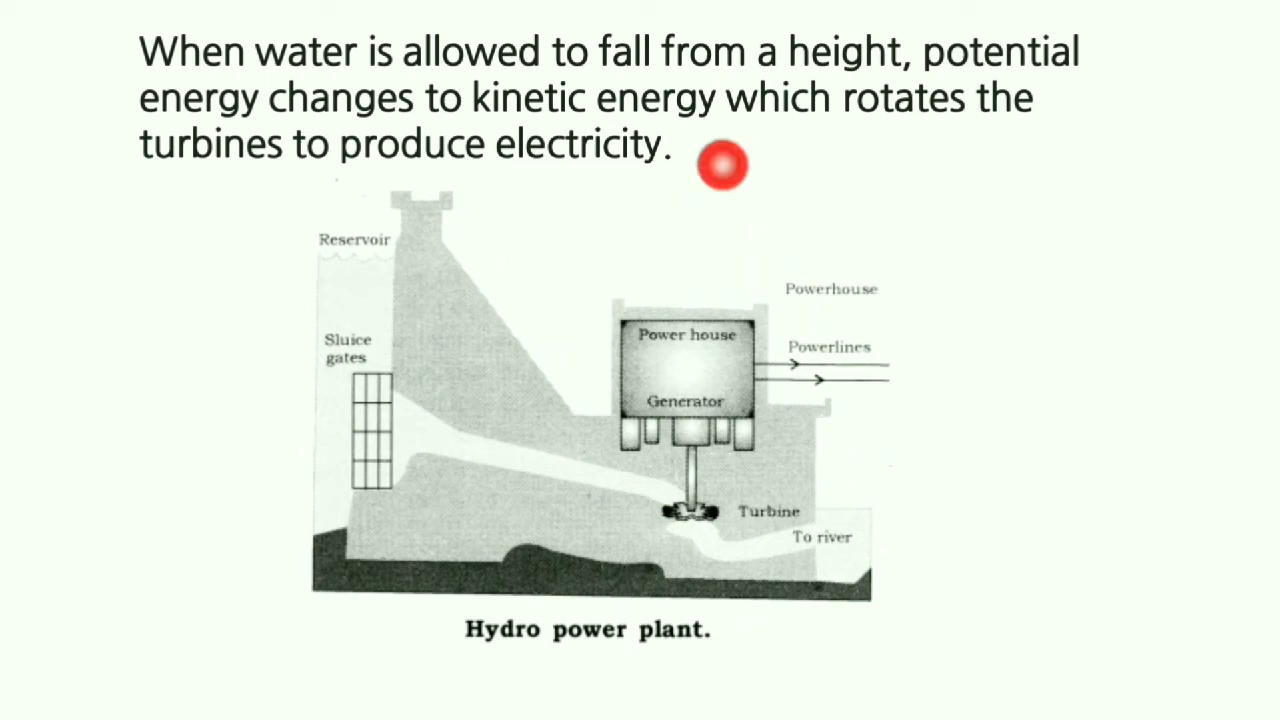 When water is allowed to fall from a height, potential
energy changes to kinetic energy which rotates the
turbines to produce electricity.
Reservoir
Powerhouse
Sluice
gates
Power house
Powerlines
Generator
Turbine
To river
Hydro power plant.